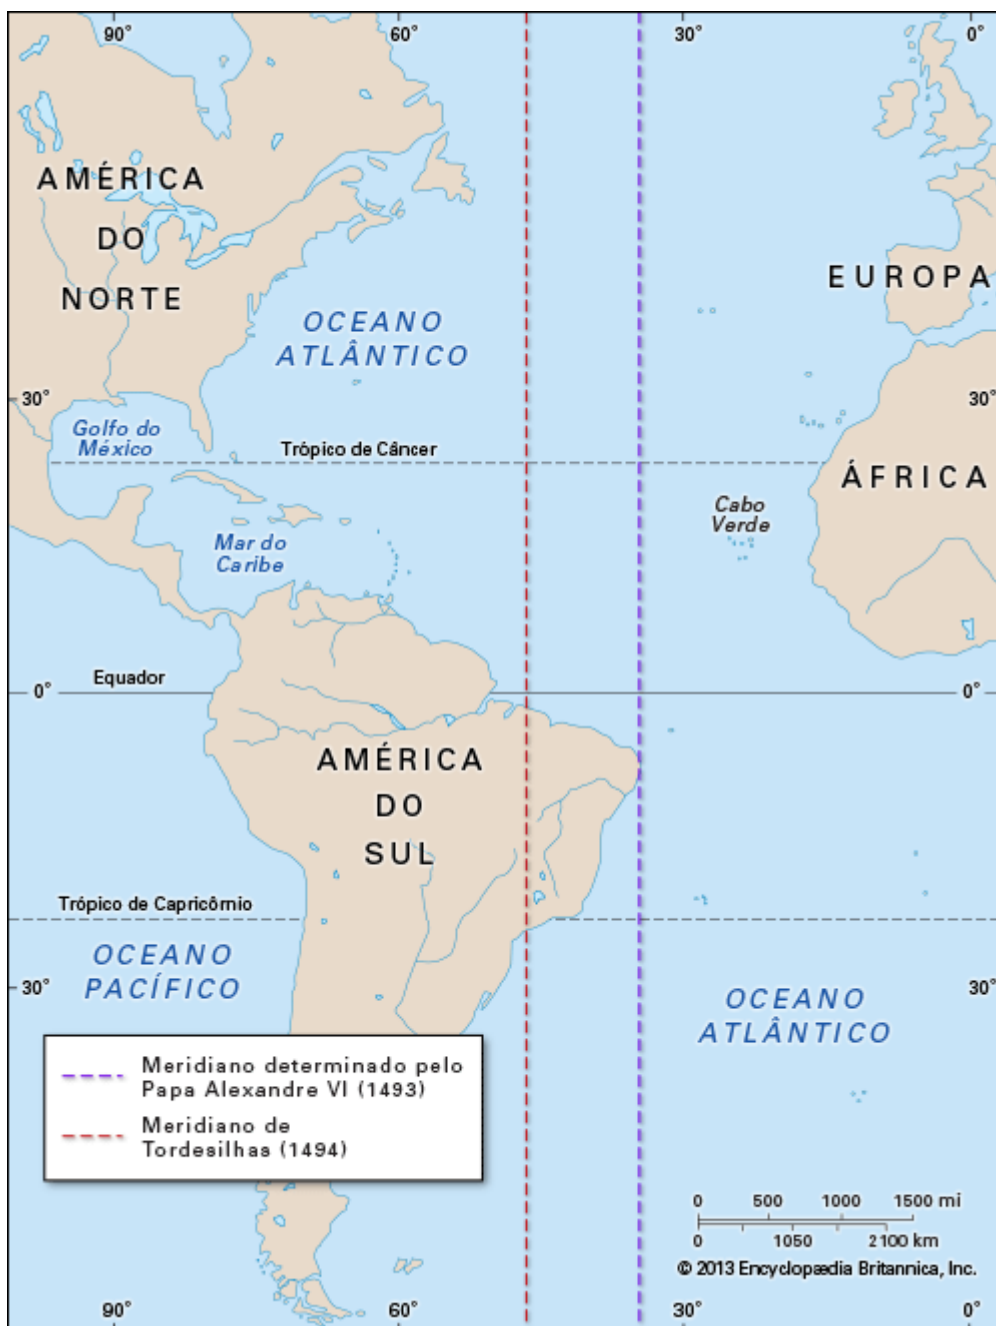 90°
60°
30°
0°
AMÉRICA
DO
NORTE
EUROPA
OCEANO
ATLÂNTICO
30°
30°
Golfo do
México
Trópico de Câncer
ÁFRICA
Cabo
Verde
Mar do
Caribe
Equador
0°
0°
AMÉRICA
DO
SUL
Trópico de Capricôrnio
OCEANO
PACÍFICO
30°
30°
OCEANO
ATLÂNTICO
Meridiano determinado pelo
Papa Alexandre VI (1493)
Meridiano de
Tordesilhas (1494)
0 500 1000 1500 mi
0 1050 2100 km
© 2013 Encyclopædia Britannica, Inc.
90°
60°
30°
0°